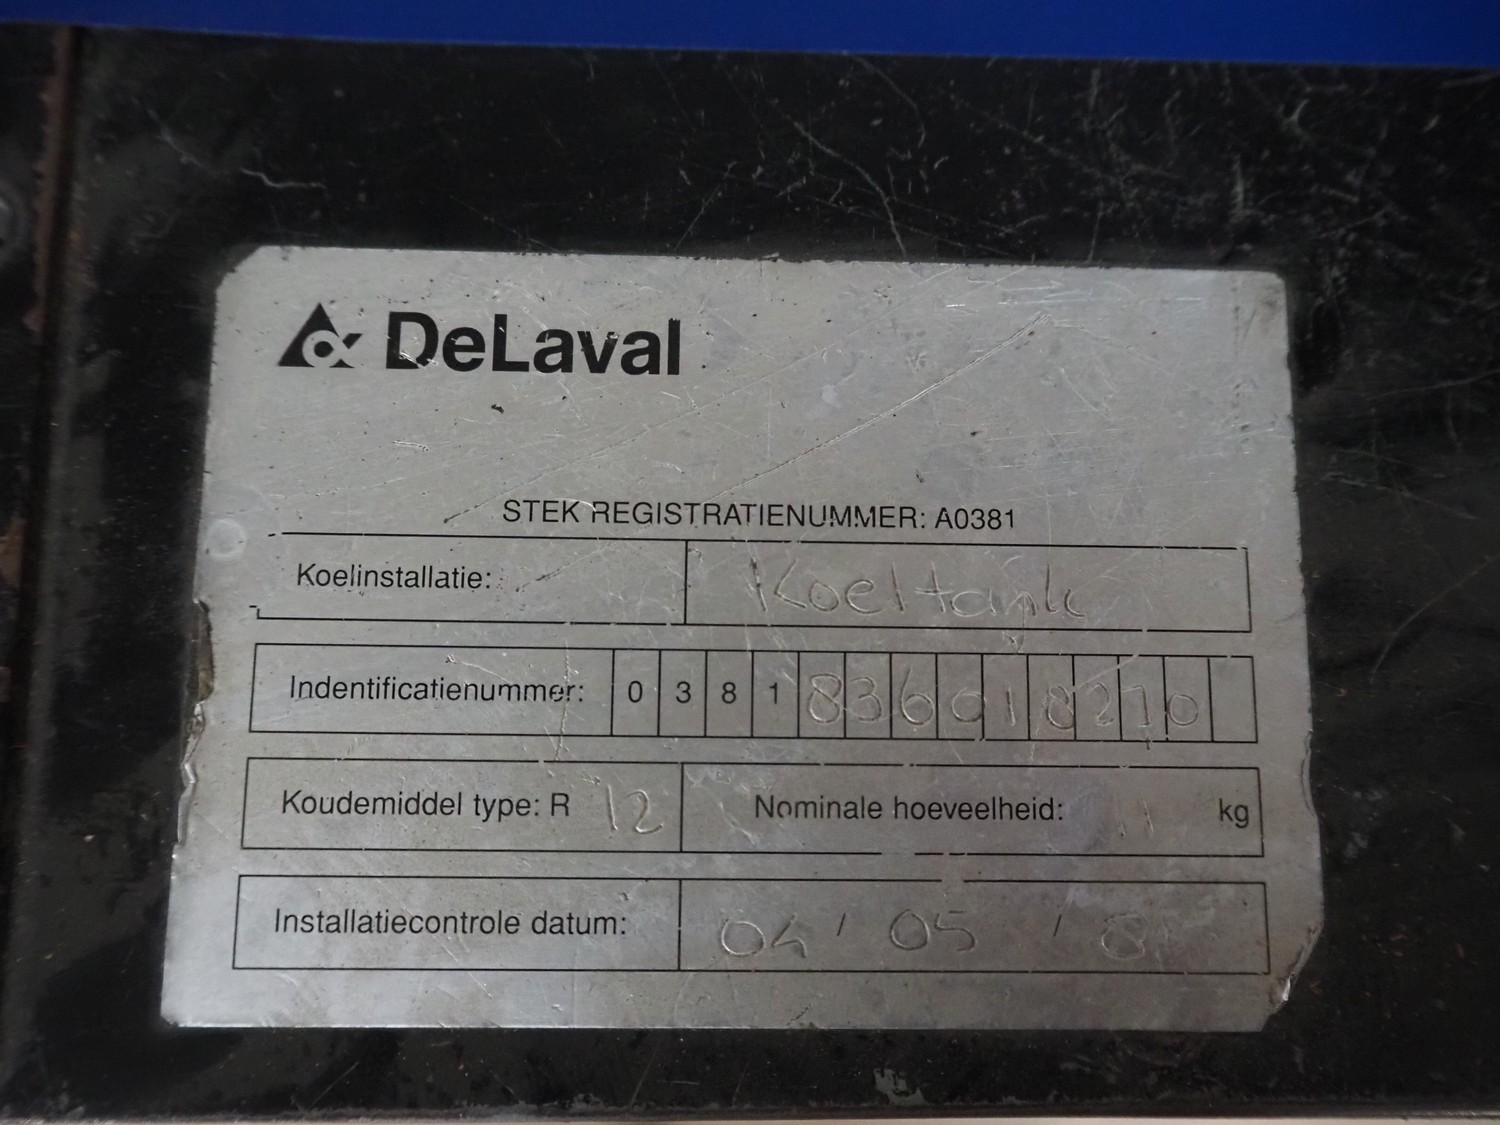 DeLaval
STEK REGISTRATIENUMMER: A0381
Koelinstallatie: Koeltank
Indentificatienummer: 0 3 8 1 8 3 6 0 1 8 2 1 0
Koudemiddel type: R 12 Nominale hoeveelheid: kg
Installatiecontrole datum: 04 / 05 /